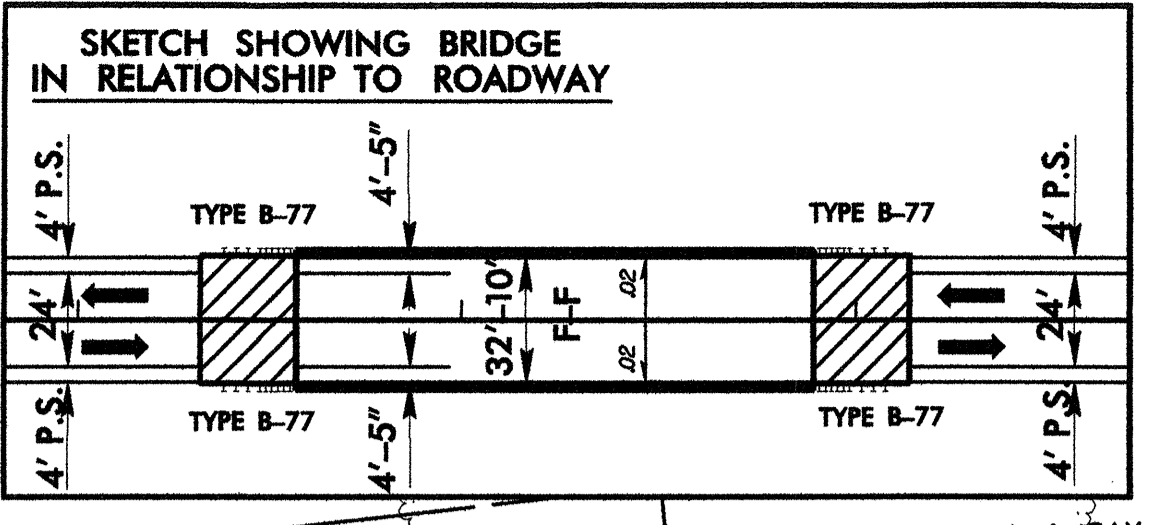 SKETCH SHOWING BRIDGE
IN RELATIONSHIP TO ROADWAY
4' P.S.
4'–5"
4' P.S.
TYPE B–77
TYPE B–77
24'
32'–10"
F–F
.02
.02
24'
TYPE B–77
TYPE B–77
4' P.S.
4'–5"
4' P.S.